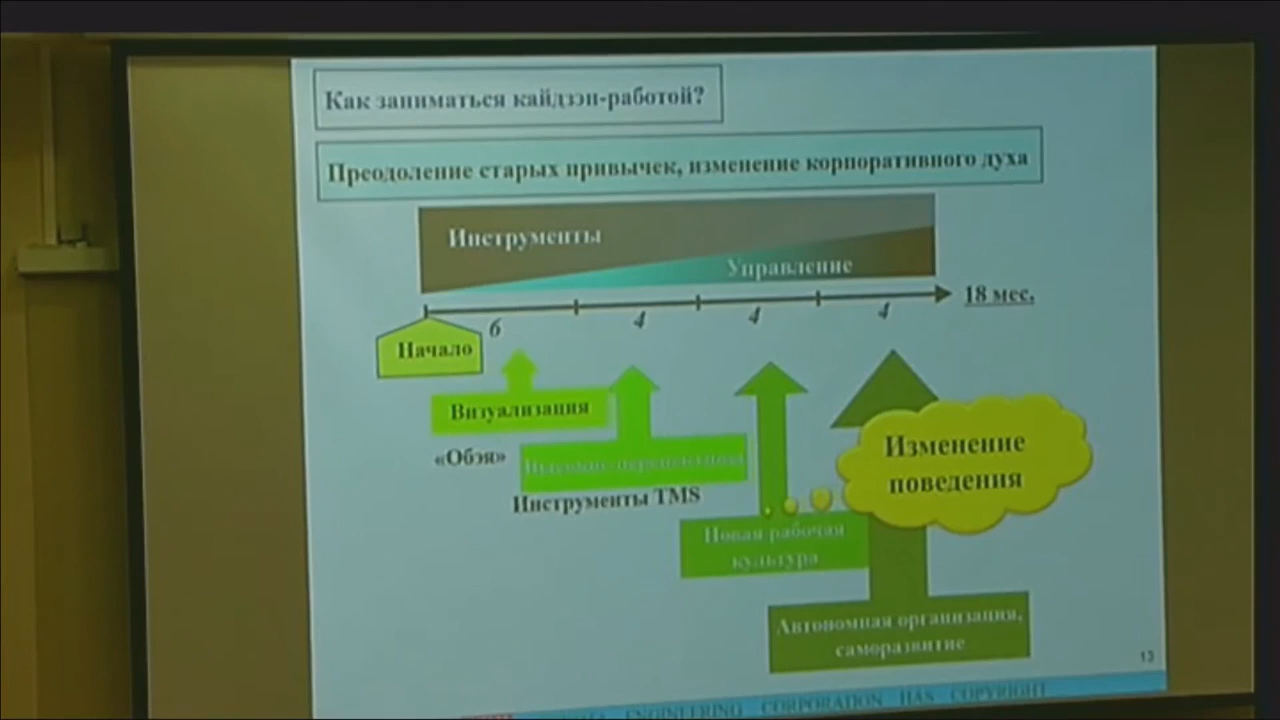 Как заниматься кайдзэн-работой?
Преодоление старых привычек, изменение корпоративного духа
Инструменты
Управление
18 мес.
6
4
4
4
Начало
Визуализация
«Обэя»
Инструменты TMS
Изменение
поведения
Новая рабочая
культура
Автономная организация,
саморазвитие
13
ENGINEERING CORPORATION HAS COPYRIGHT